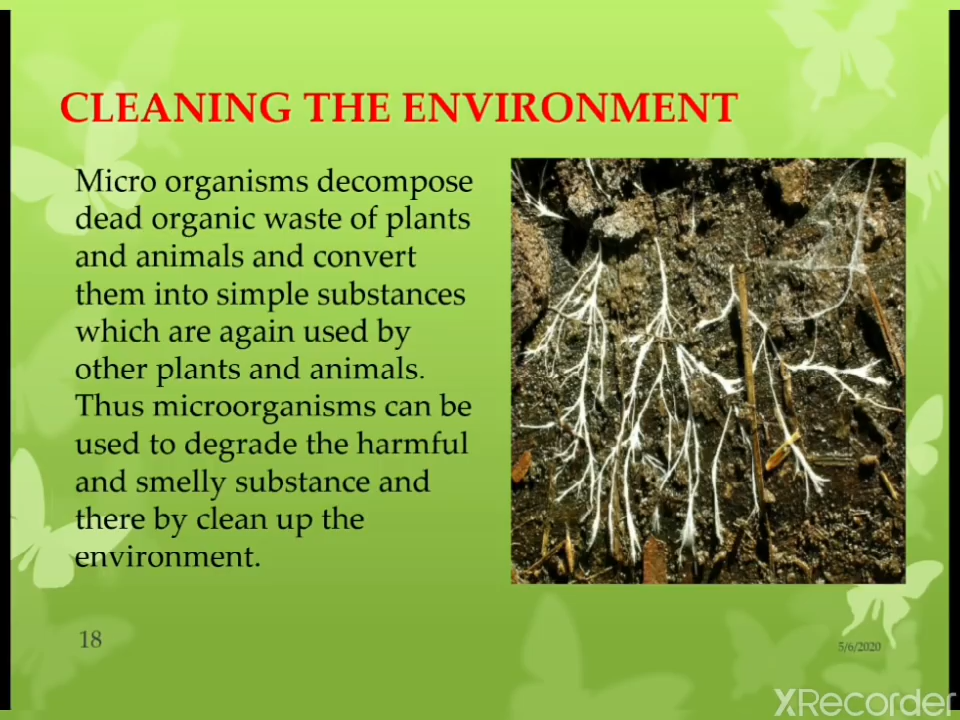 CLEANING THE ENVIRONMENT
Micro organisms decompose
dead organic waste of plants
and animals and convert
them into simple substances
which are again used by
other plants and animals.
Thus microorganisms can be
used to degrade the harmful
and smelly substance and
there by clean up the
environment.
18
5/6/2020
XRecorder